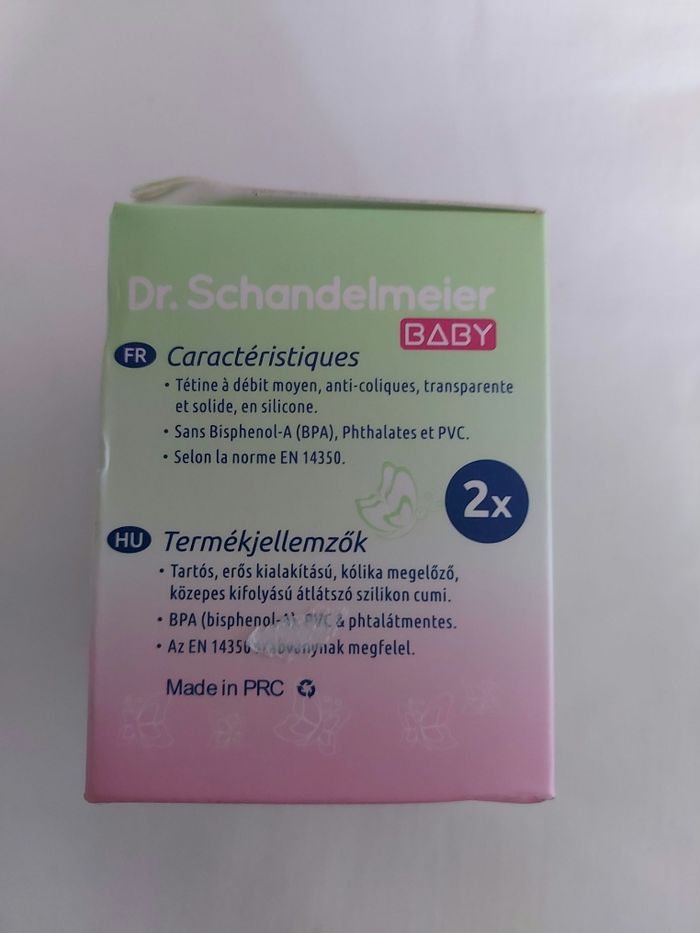 Dr. Schandelmeier
BABY
FR Caractéristiques
• Tétine à débit moyen, anti-coliques, transparente
et solide, en silicone.
• Sans Bisphenol-A (BPA), Phthalates et PVC.
• Selon la norme EN 14350.
2x
HU Termékjellemzők
• Tartós, erős kialakítású, kólika megelőző,
közepes kifolyású átlátszó szilikon cumi.
• BPA (bisphenol-A), PVC & phtalátmentes.
• Az EN 14350 megfelel.
Made in PRC